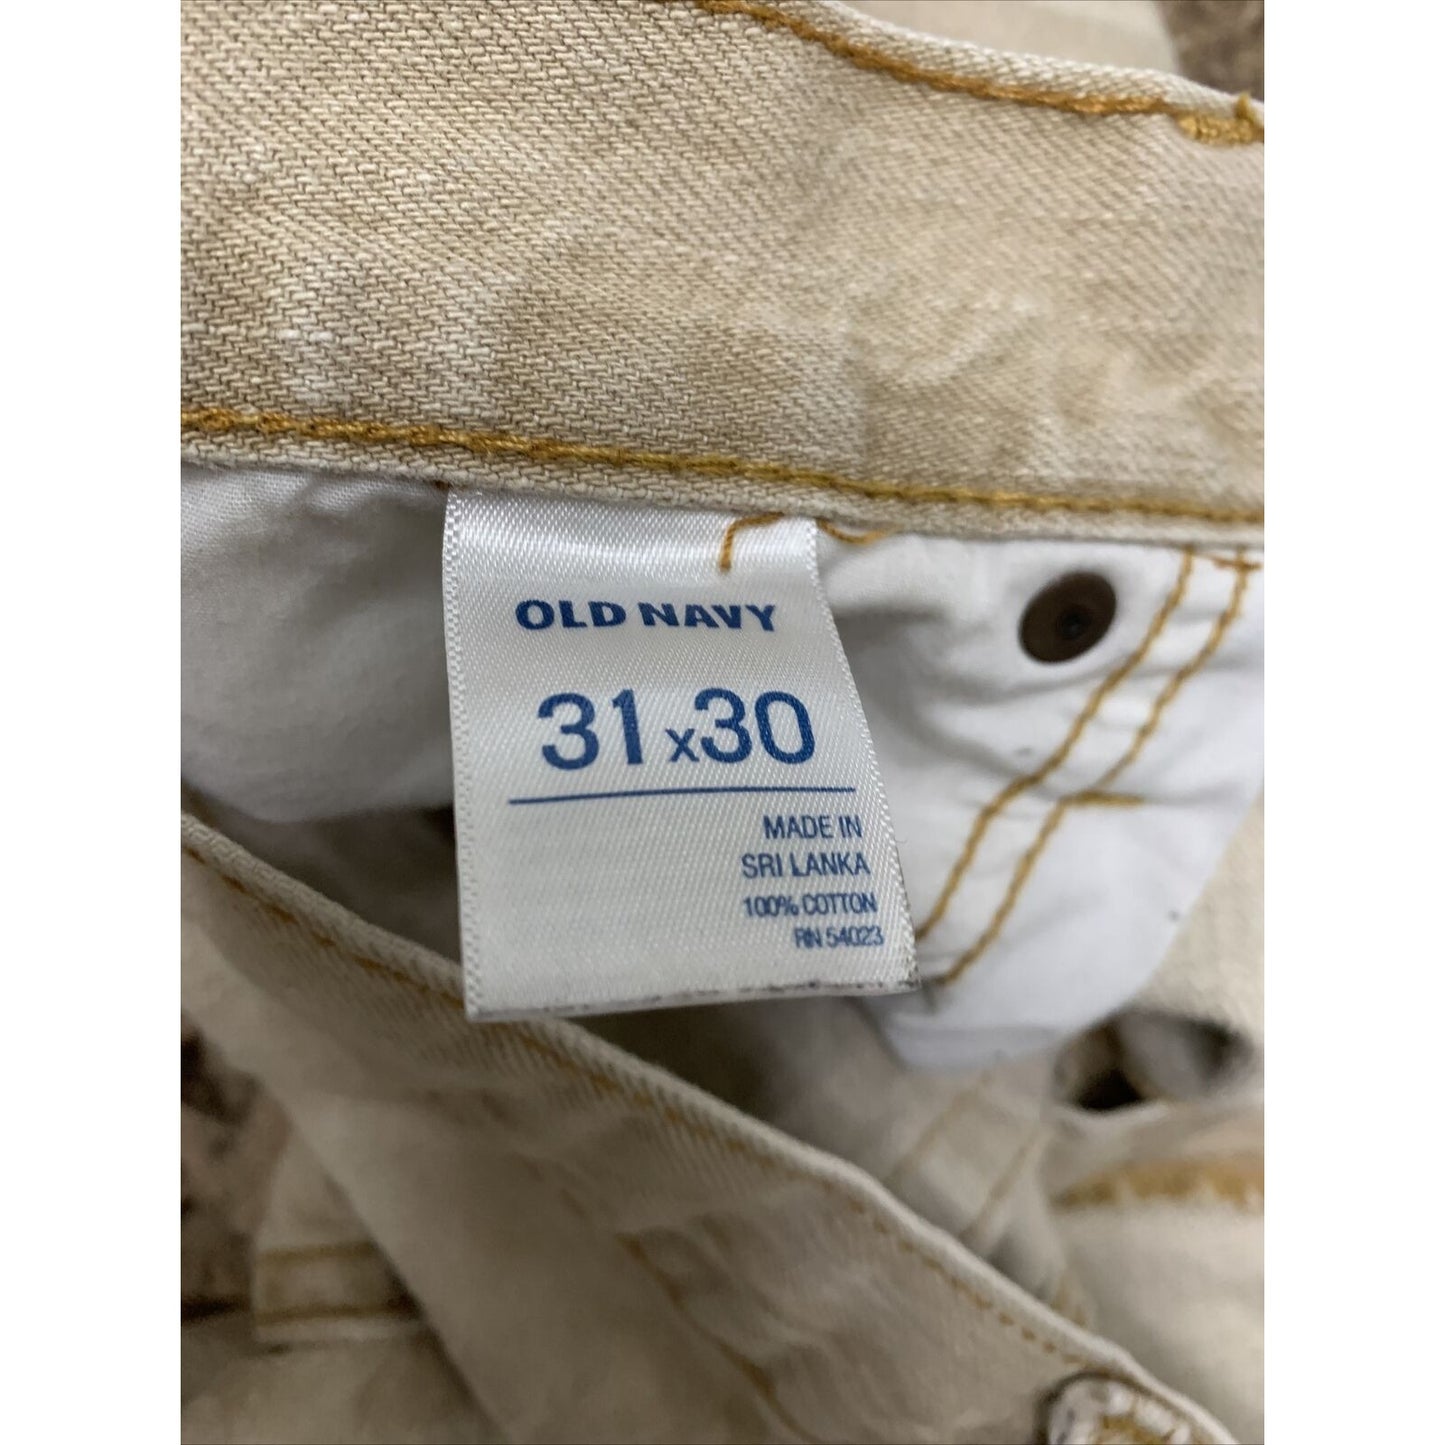 OLD NAVY
31x30
MADE IN
SRI LANKA
100% COTTON
RN 54023